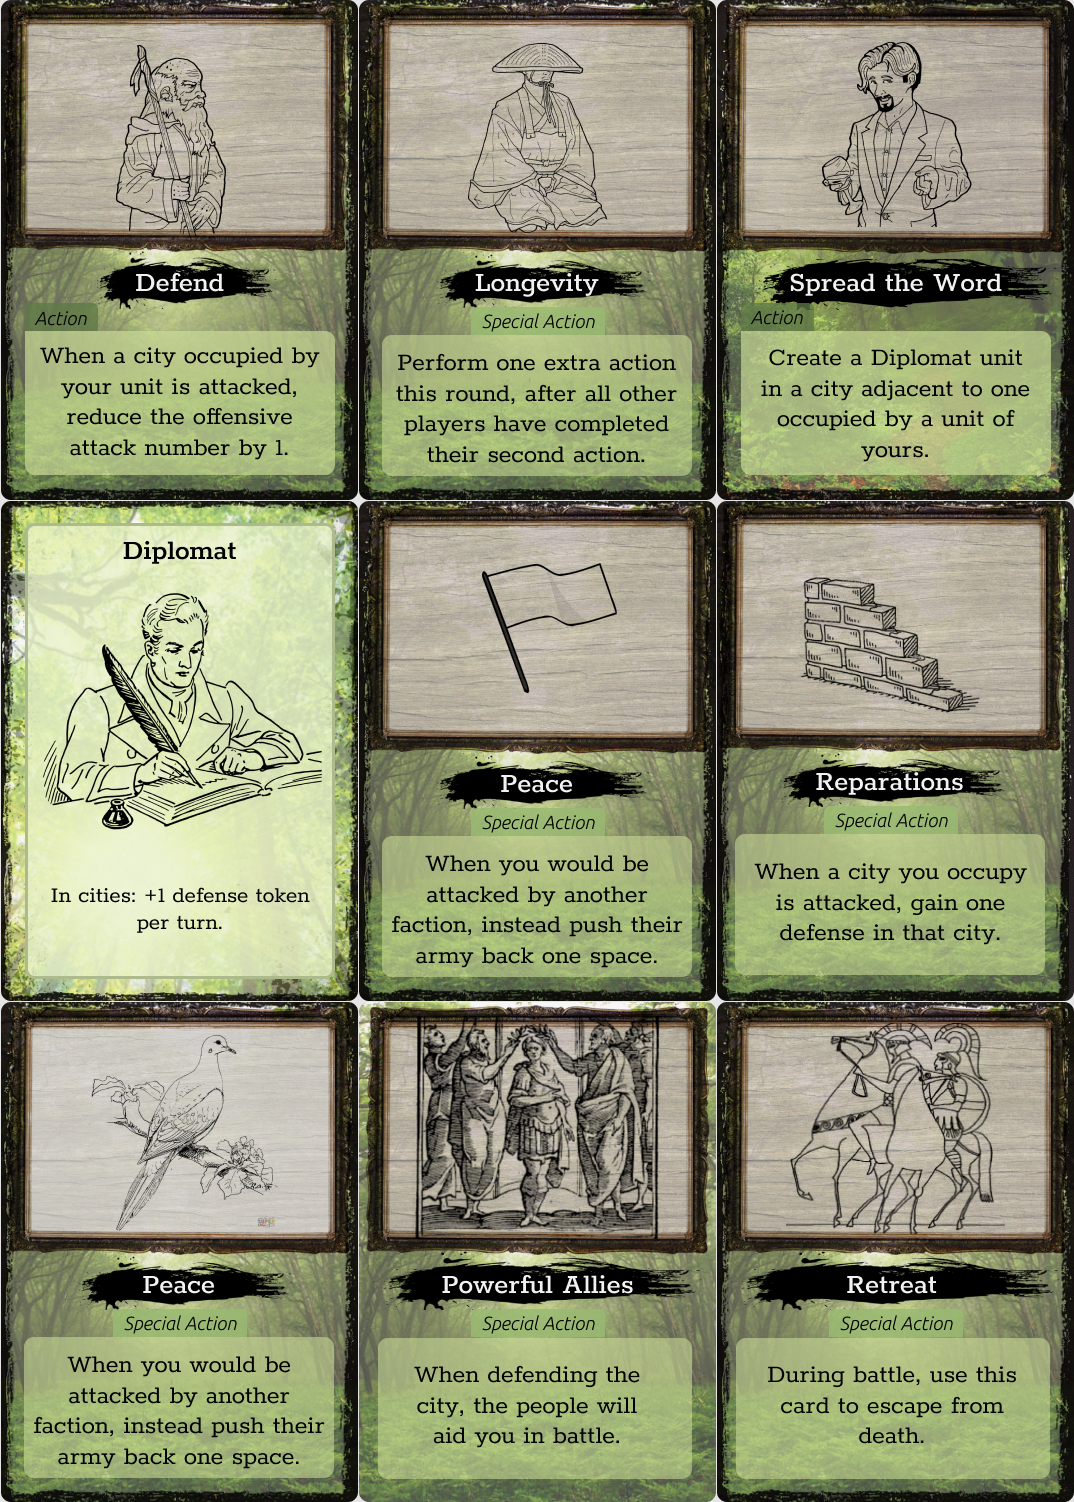 Defend
Action
When a city occupied by
your unit is attacked,
reduce the offensive
attack number by 1.
Longevity
Special Action
Perform one extra action
this round, after all other
players have completed
their second action.
Spread the Word
Action
Create a Diplomat unit
in a city adjacent to one
occupied by a unit of
yours.
Diplomat
In cities: +1 defense token
per turn.
Peace
Special Action
When you would be
attacked by another
faction, instead push their
army back one space.
Reparations
Special Action
When a city you occupy
is attacked, gain one
defense in that city.
Peace
Special Action
When you would be
attacked by another
faction, instead push their
army back one space.
Powerful Allies
Special Action
When defending the
city, the people will
aid you in battle.
Retreat
Special Action
During battle, use this
card to escape from
death.